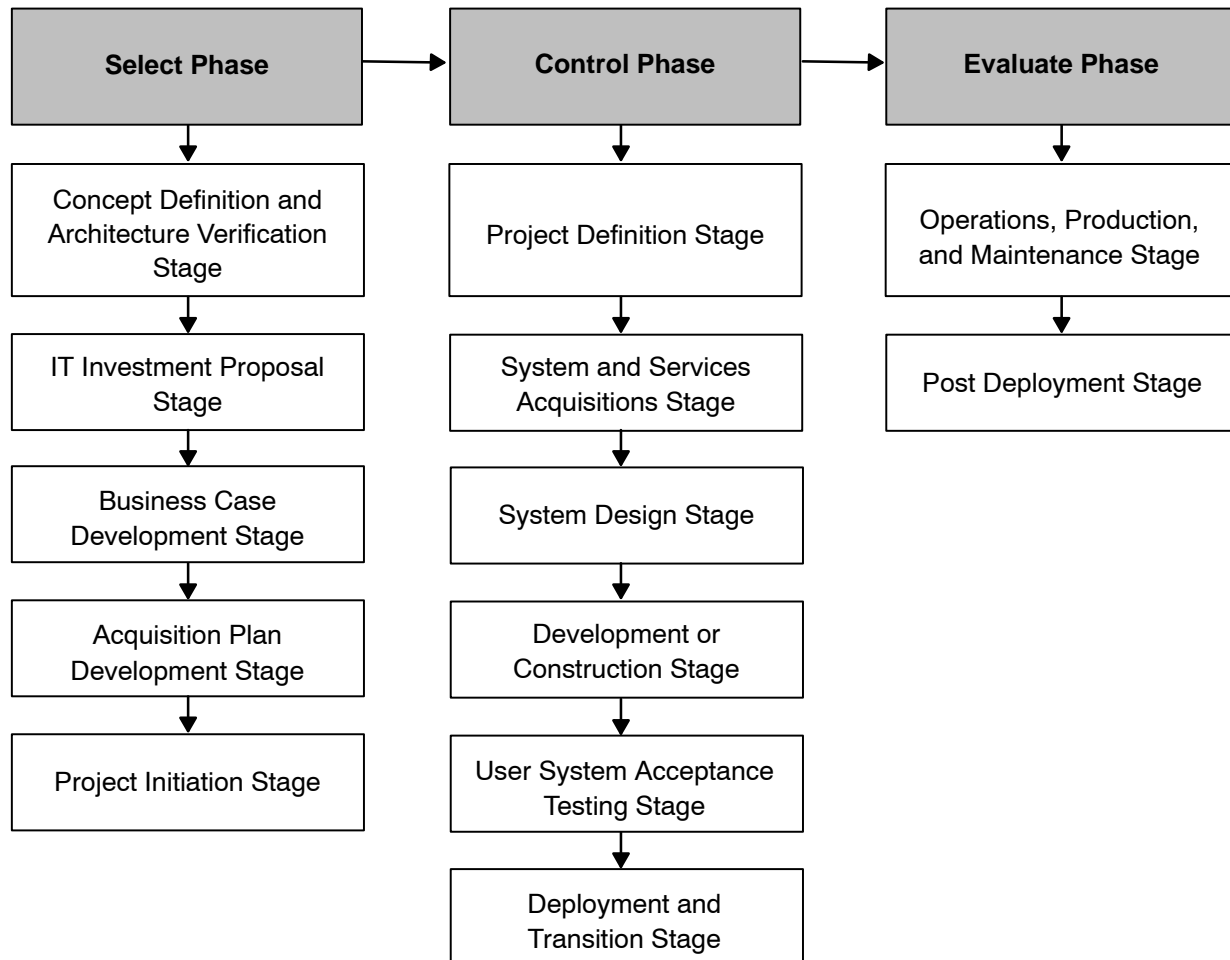 Select Phase
Control Phase
Evaluate Phase
Concept Definition and
Architecture Verification
Stage
IT Investment Proposal
Stage
Business Case
Development Stage
Acquisition Plan
Development Stage
Project Initiation Stage
Project Definition Stage
System and Services
Acquisitions Stage
System Design Stage
Development or
Construction Stage
User System Acceptance
Testing Stage
Deployment and
Transition Stage
Operations, Production,
and Maintenance Stage
Post Deployment Stage